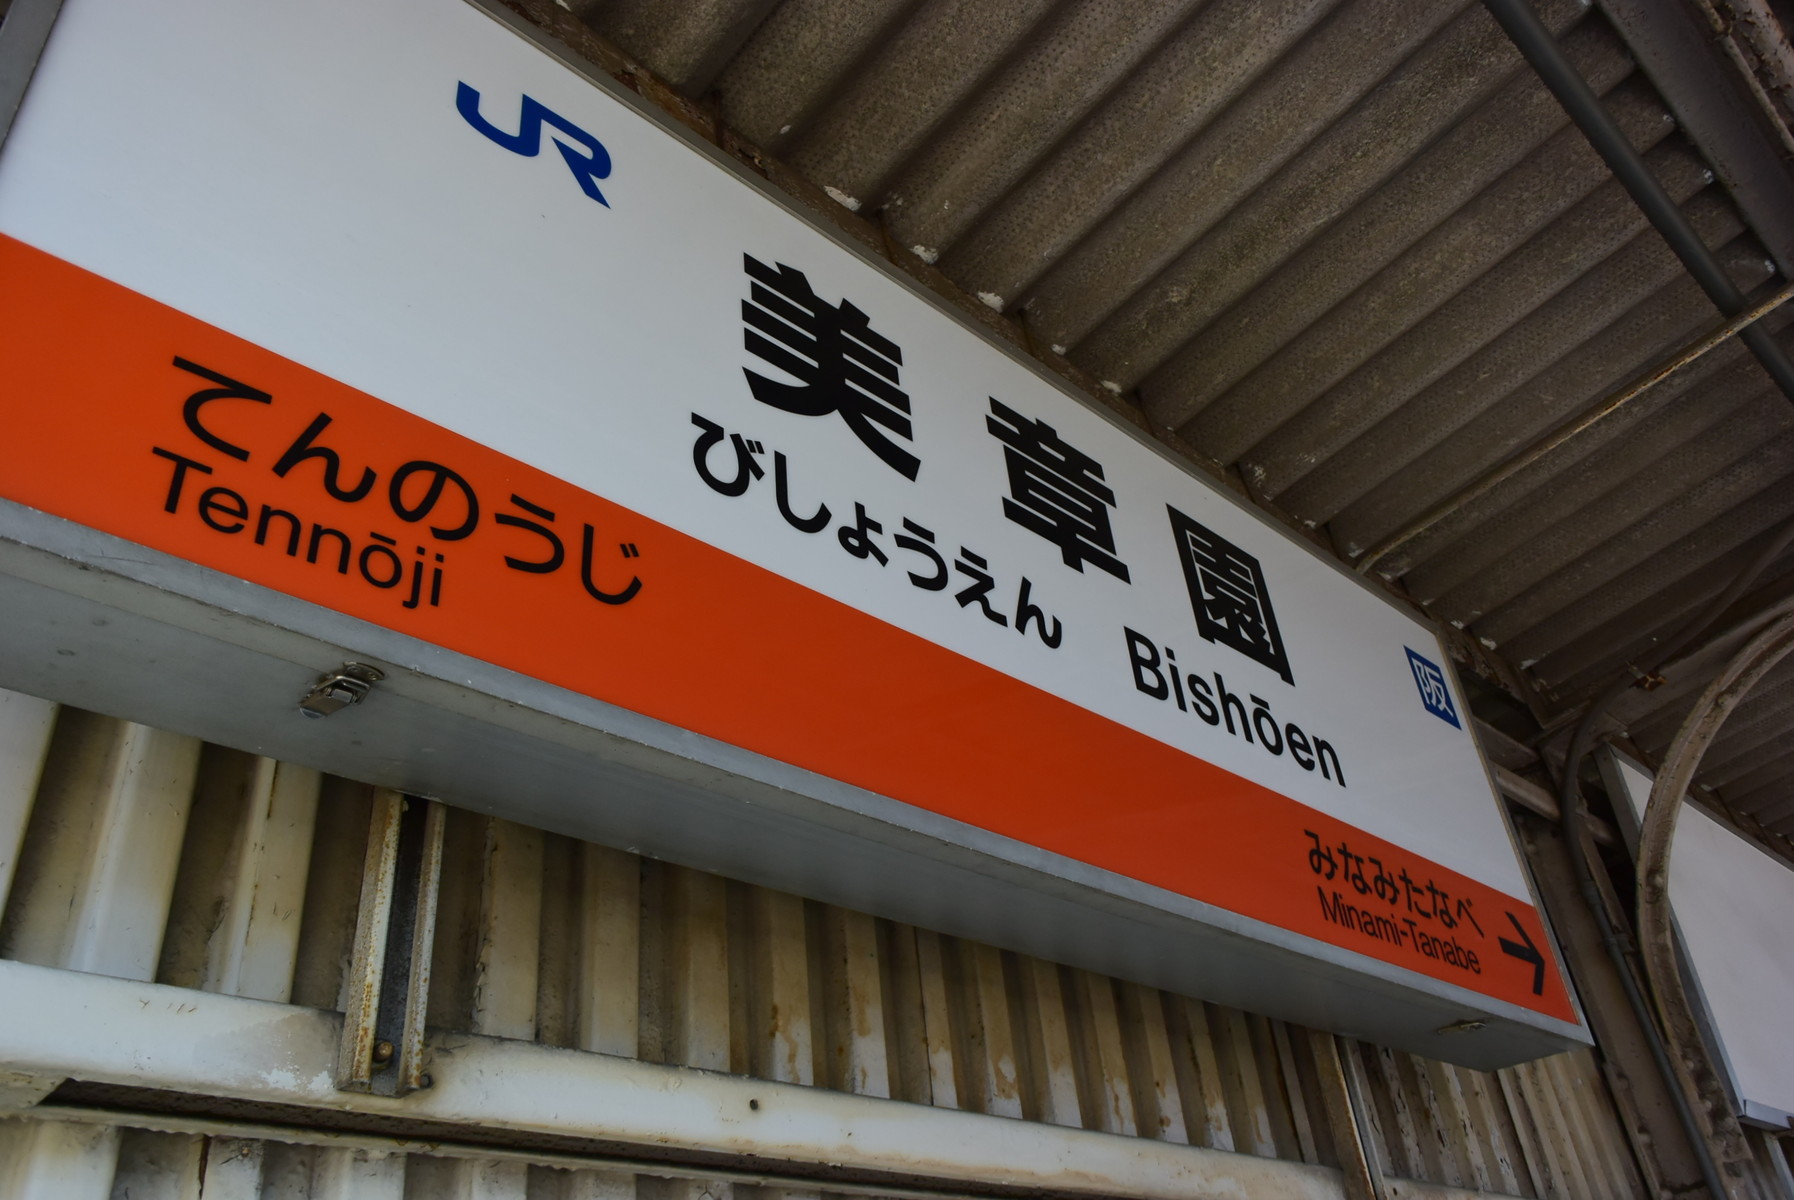 JR
美章園
びしょうえん Bishōen
阪
てんのうじ
Tennōji
みなみたなべ
Minami-Tanabe
→